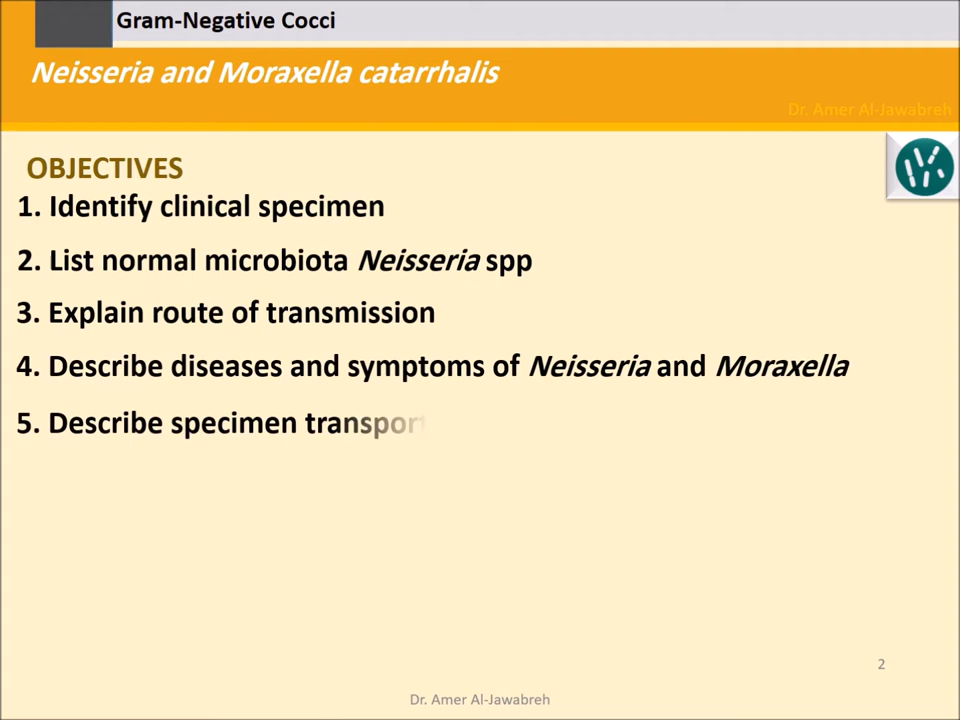 Gram-Negative Cocci
Neisseria and Moraxella catarrhalis
Dr. Amer Al-Jawabreh
OBJECTIVES
1. Identify clinical specimen
2. List normal microbiota Neisseria spp
3. Explain route of transmission
4. Describe diseases and symptoms of Neisseria and Moraxella
5. Describe specimen transport
2
Dr. Amer Al-Jawabreh